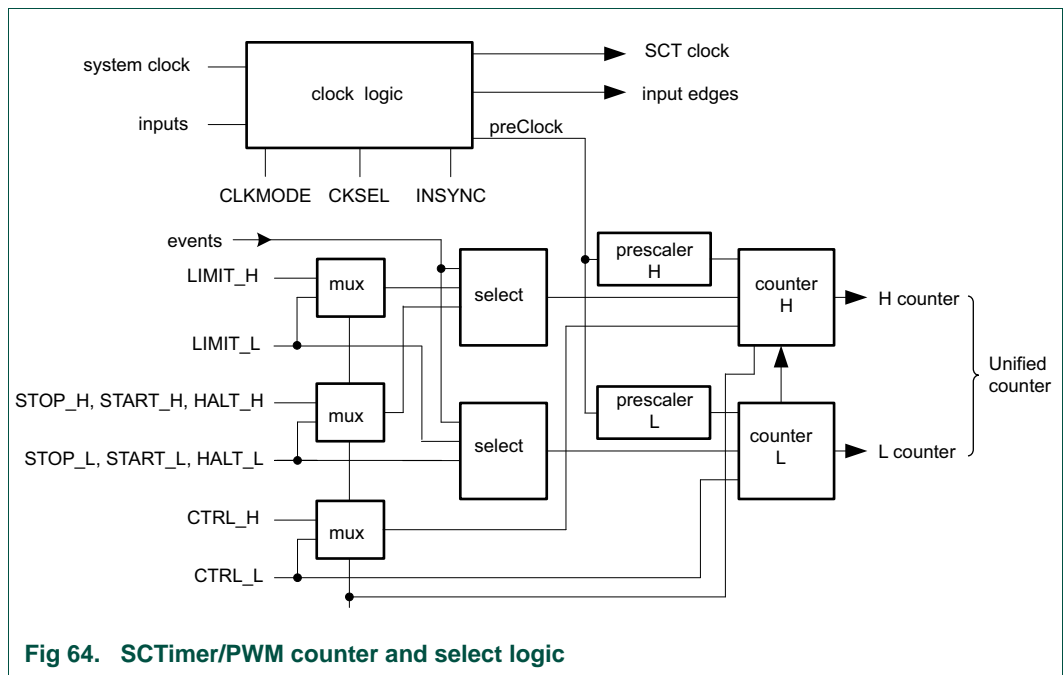 system clock
inputs
clock logic
SCT clock
input edges
preClock
CLKMODE
CKSEL
INSYNC
events
LIMIT_H
mux
LIMIT_L
select
prescaler
H
counter
H
H counter
STOP_H, START_H, HALT_H
mux
STOP_L, START_L, HALT_L
select
prescaler
L
counter
L
L counter
Unified
counter
CTRL_H
mux
CTRL_L
Fig 64. SCTimer/PWM counter and select logic